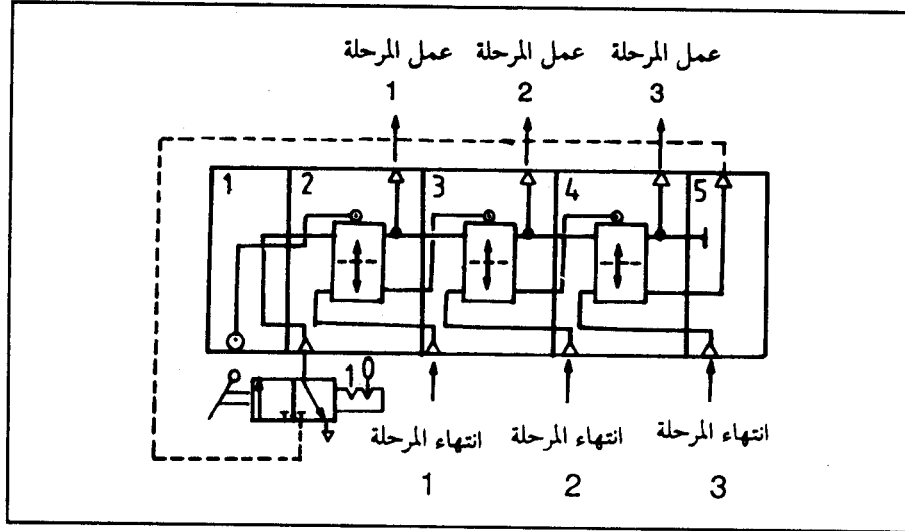 عمل المرحلة عمل المرحلة عمل المرحلة
1 2 3
1 2 3 4 5
1 0
انتهاء المرحلة انتهاء المرحلة انتهاء المرحلة
1 2 3